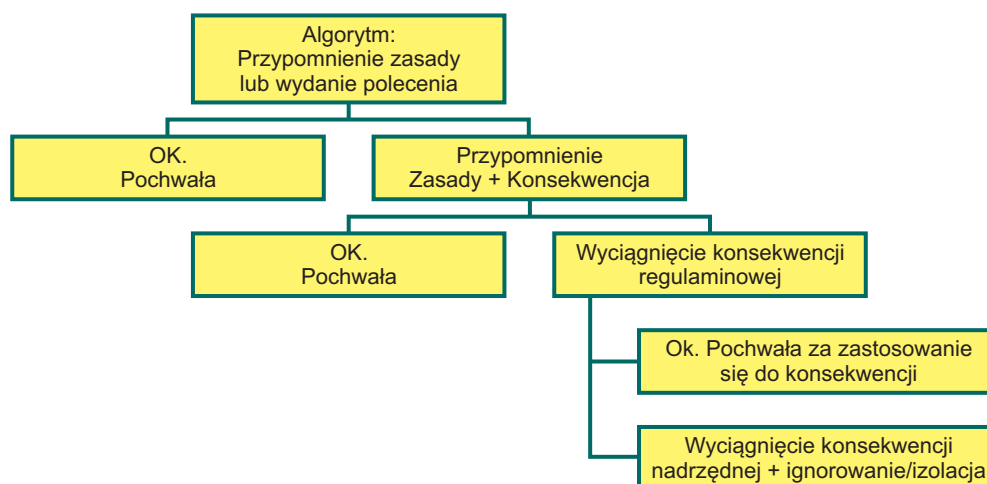 Algorytm:
Przypomnienie zasady
lub wydanie polecenia
OK.
Pochwała
Przypomnienie
Zasady + Konsekwencja
OK.
Pochwała
Wyciągnięcie konsekwencji
regulaminowej
Ok. Pochwała za zastosowanie
się do konsekwencji
Wyciągnięcie konsekwencji
nadrzędnej + ignorowanie/izolacja